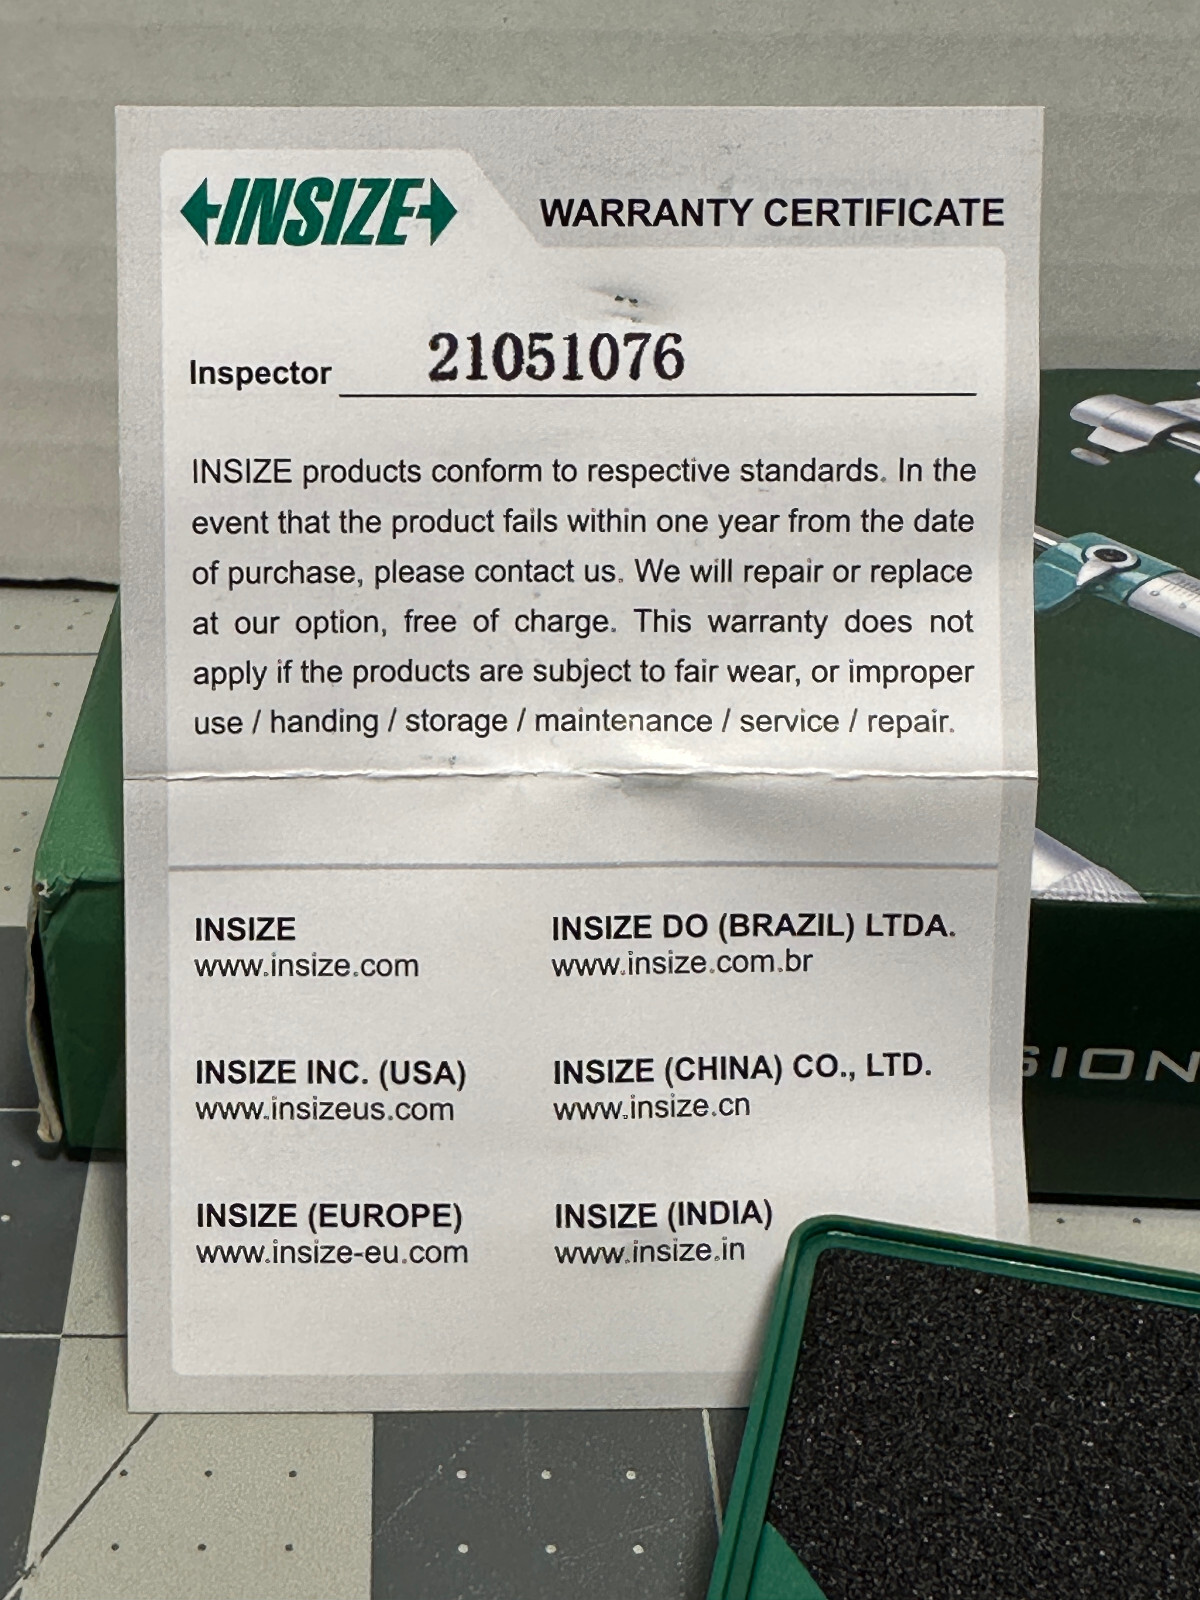 INSIZE
WARRANTY CERTIFICATE
Inspector 21051076
INSIZE products conform to respective standards. In the
event that the product fails within one year from the date
of purchase, please contact us. We will repair or replace
at our option, free of charge. This warranty does not
apply if the products are subject to fair wear, or improper
use / handing / storage / maintenance / service / repair.
INSIZE
www.insize.com
INSIZE DO (BRAZIL) LTDA.
www.insize.com.br
INSIZE INC. (USA)
www.insizeus.com
INSIZE (CHINA) CO., LTD.
www.insize.cn
INSIZE (EUROPE)
www.insize-eu.com
INSIZE (INDIA)
www.insize.in